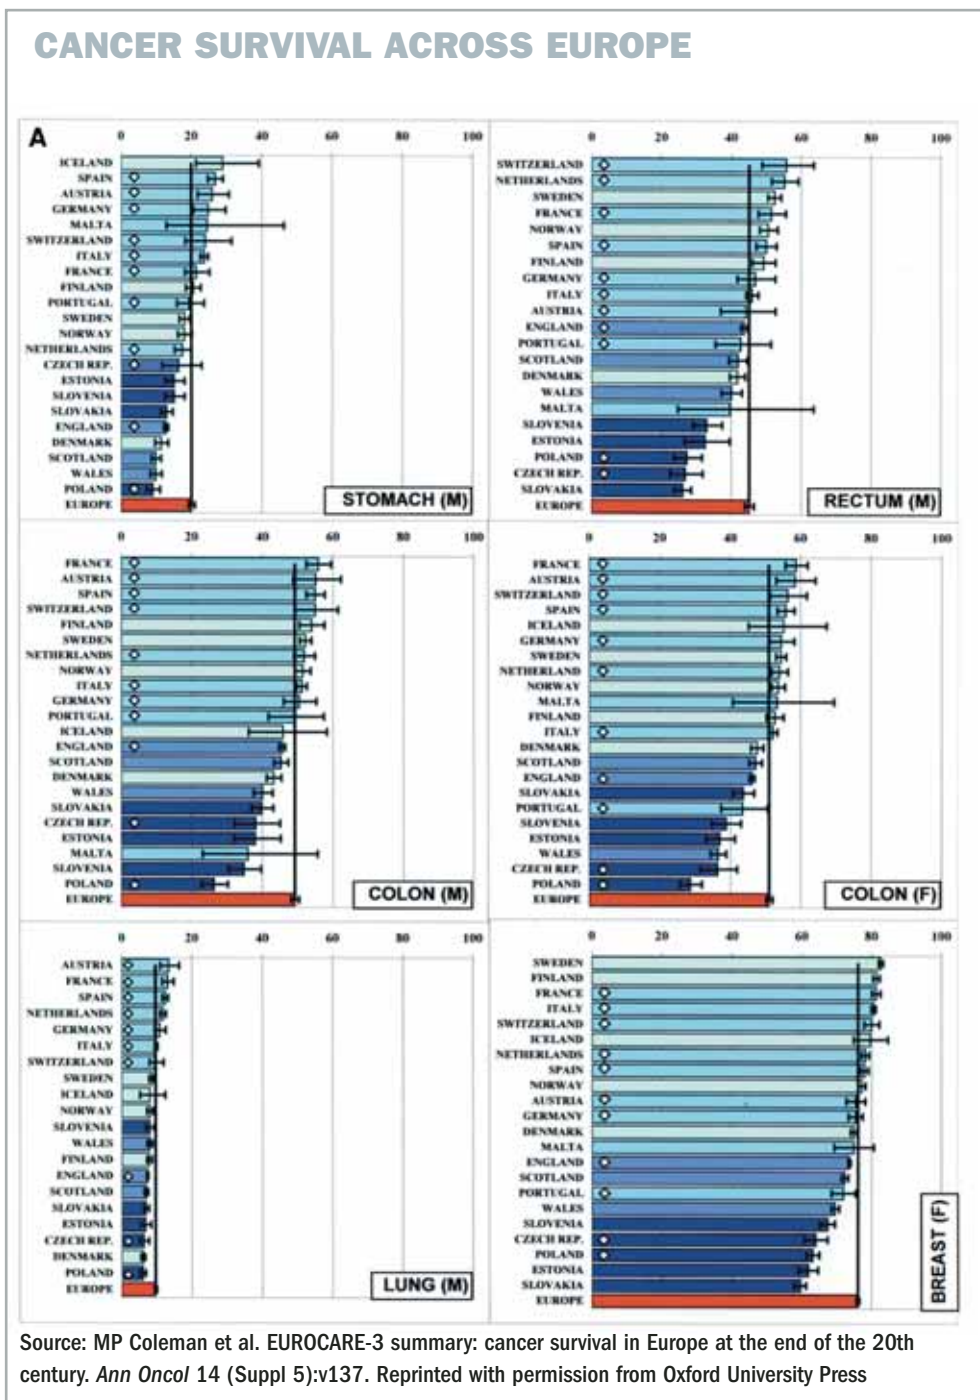 CANCER SURVIVAL ACROSS EUROPE
A
0 20 40 60 80 100
ICELAND
SPAIN
AUSTRIA
GERMANY
MALTA
SWITZERLAND
ITALY
FRANCE
FINLAND
PORTUGAL
SWEDEN
NORWAY
NETHERLANDS
CZECH REP.
ESTONIA
SLOVENIA
SLOVAKIA
ENGLAND
DENMARK
SCOTLAND
WALES
POLAND
EUROPE
STOMACH (M)
0 20 40 60 80 100
SWITZERLAND
NETHERLANDS
SWEDEN
FRANCE
NORWAY
SPAIN
FINLAND
GERMANY
ITALY
AUSTRIA
ENGLAND
PORTUGAL
SCOTLAND
DENMARK
WALES
MALTA
SLOVENIA
ESTONIA
POLAND
CZECH REP.
SLOVAKIA
EUROPE
RECTUM (M)
0 20 40 60 80 100
FRANCE
AUSTRIA
SPAIN
SWITZERLAND
FINLAND
SWEDEN
NETHERLANDS
NORWAY
ITALY
GERMANY
PORTUGAL
ICELAND
ENGLAND
SCOTLAND
DENMARK
WALES
SLOVAKIA
CZECH REP.
ESTONIA
MALTA
SLOVENIA
POLAND
EUROPE
COLON (M)
0 20 40 60 80 100
FRANCE
AUSTRIA
SWITZERLAND
SPAIN
ICELAND
GERMANY
SWEDEN
NETHERLAND
NORWAY
MALTA
FINLAND
ITALY
DENMARK
SCOTLAND
ENGLAND
SLOVAKIA
PORTUGAL
SLOVENIA
ESTONIA
WALES
CZECH REP.
POLAND
EUROPE
COLON (F)
0 20 40 60 80 100
AUSTRIA
FRANCE
SPAIN
NETHERLANDS
GERMANY
ITALY
SWITZERLAND
SWEDEN
ICELAND
NORWAY
SLOVENIA
WALES
FINLAND
ENGLAND
SCOTLAND
SLOVAKIA
ESTONIA
CZECH REP.
DENMARK
POLAND
EUROPE
LUNG (M)
0 20 40 60 80 100
SWEDEN
FINLAND
FRANCE
ITALY
SWITZERLAND
ICELAND
NETHERLANDS
SPAIN
NORWAY
AUSTRIA
GERMANY
DENMARK
MALTA
ENGLAND
SCOTLAND
PORTUGAL
WALES
SLOVENIA
CZECH REP.
POLAND
ESTONIA
SLOVAKIA
EUROPE
BREAST (F)
Source: MP Coleman et al. EUROCARE-3 summary: cancer survival in Europe at the end of the 20th
century. Ann Oncol 14 (Suppl 5):v137. Reprinted with permission from Oxford University Press